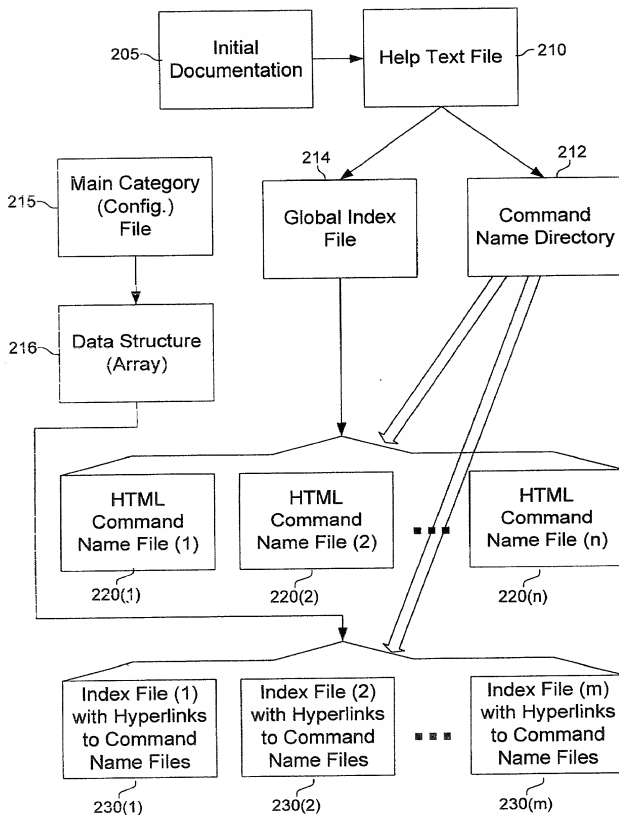 205
Initial
Documentation
Help Text File
210
214
212
215
Main Category
(Config.)
File
Global Index
File
Command
Name Directory
216
Data Structure
(Array)
HTML
Command
Name File (1)
HTML
Command
Name File (2)
HTML
Command
Name File (n)
220(1)
220(2)
220(n)
Index File (1)
with Hyperlinks
to Command
Name Files
Index File (2)
with Hyperlinks
to Command
Name Files
Index File (m)
with Hyperlinks
to Command
Name Files
230(1)
230(2)
230(m)